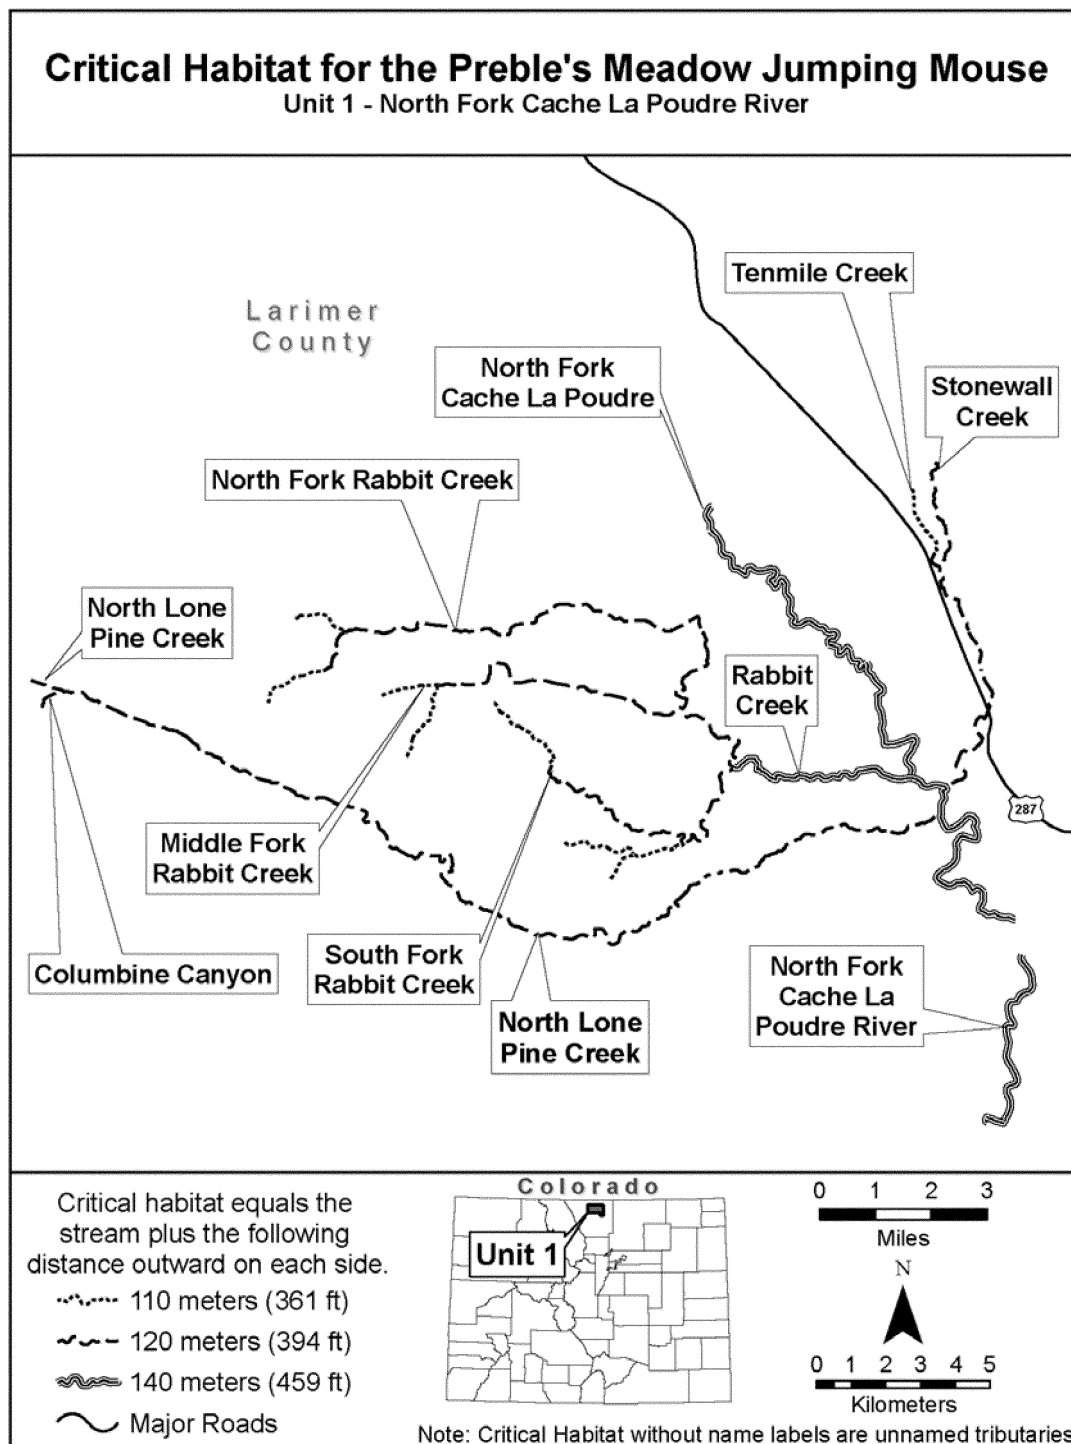 Critical Habitat for the Preble's Meadow Jumping Mouse
Unit 1 - North Fork Cache La Poudre River
Tenmile Creek
Larimer
County
North Fork
Cache La Poudre
Stonewall
Creek
North Fork Rabbit Creek
North Lone
Pine Creek
Rabbit
Creek
287
Middle Fork
Rabbit Creek
South Fork
Rabbit Creek
Columbine Canyon
North Fork
Cache La
Poudre River
North Lone
Pine Creek
Critical habitat equals the
stream plus the following
distance outward on each side.
110 meters (361 ft)
120 meters (394 ft)
140 meters (459 ft)
Major Roads
Colorado
Unit 1
0 1 2 3
Miles
N
0 1 2 3 4 5
Kilometers
Note: Critical Habitat without name labels are unnamed tributaries